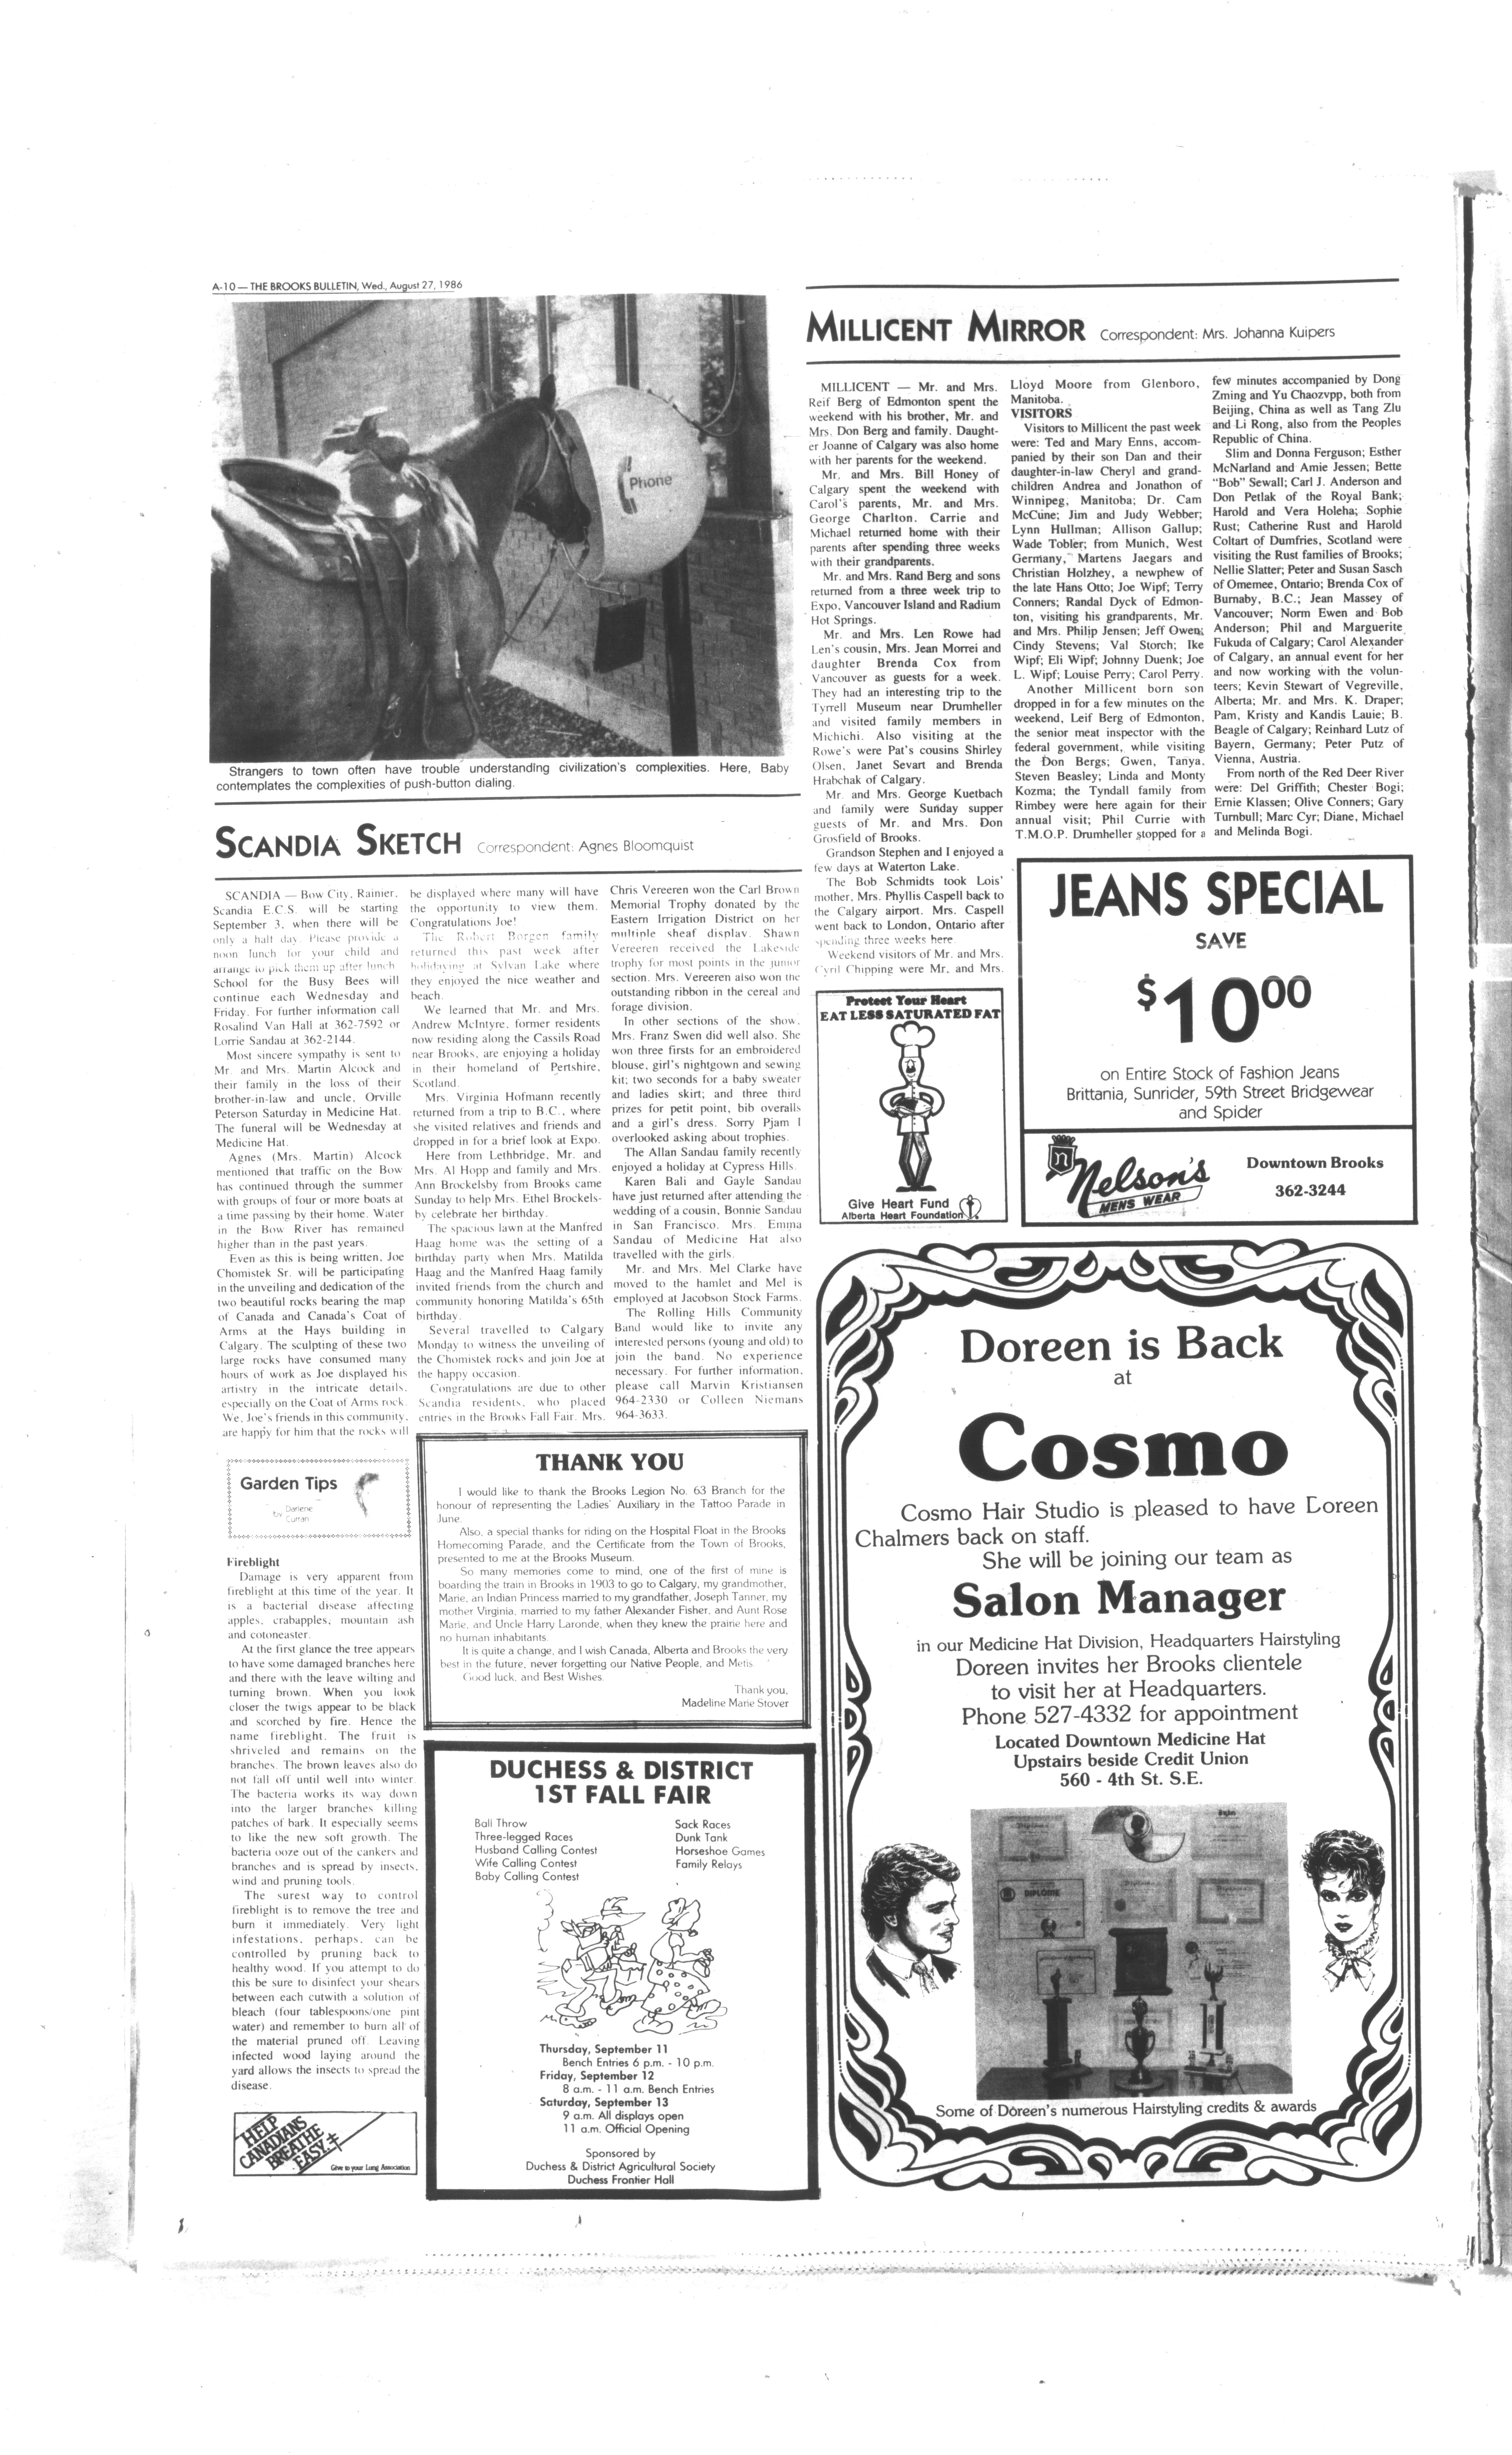 A-10 — THE BROOKS BULLETIN, Wed., August 27, 1986
Phone
Strangers to town often have trouble understanding civilization's complexities. Here, Baby
contemplates the complexities of push-button dialing.
SCANDIA SKETCH Correspondent: Agnes Bloomquist
SCANDIA — Bow City, Rainier,
Scandia E.C.S. will be starting
September 3, when there will be
only a half day. Please provide a
noon lunch for your child and
arrange to pick them up after lunch.
School for the Busy Bees will
continue each Wednesday and
Friday. For further information call
Rosalind Van Hall at 362-7592 or
Lorrie Sandau at 362-2144.
Most sincere sympathy is sent to
Mr. and Mrs. Martin Alcock and
their family in the loss of their
brother-in-law and uncle, Orville
Peterson Saturday in Medicine Hat.
The funeral will be Wednesday at
Medicine Hat.
Agnes (Mrs. Martin) Alcock
mentioned that traffic on the Bow
has continued through the summer
with groups of four or more boats at
a time passing by their home. Water
in the Bow River has remained
higher than in the past years.
Even as this is being written, Joe
Chomistek Sr. will be participating
in the unveiling and dedication of the
two beautiful rocks bearing the map
of Canada and Canada's Coat of
Arms at the Hays building in
Calgary. The sculpting of these two
large rocks have consumed many
hours of work as Joe displayed his
artistry in the intricate details,
especially on the Coat of Arms rock.
We, Joe's friends in this community,
are happy for him that the rocks will
be displayed where many will have
the opportunity to view them.
Congratulations Joe!
The Robert Borgen family
returned this past week after
holidaying at Sylvan Lake where
they enjoyed the nice weather and
beach.
We learned that Mr. and Mrs.
Andrew McIntyre, former residents
now residing along the Cassils Road
near Brooks, are enjoying a holiday
in their homeland of Pertshire,
Scotland.
Mrs. Virginia Hofmann recently
returned from a trip to B.C., where
she visited relatives and friends and
dropped in for a brief look at Expo.
Here from Lethbridge, Mr. and
Mrs. Al Hopp and family and Mrs.
Ann Brockelsby from Brooks came
Sunday to help Mrs. Ethel Brockels-
by celebrate her birthday.
The spacious lawn at the Manfred
Haag home was the setting of a
birthday party when Mrs. Matilda
Haag and the Manfred Haag family
invited friends from the church and
community honoring Matilda's 65th
birthday.
Several travelled to Calgary
Monday to witness the unveiling of
the Chomistek rocks and join Joe at
the happy occasion.
Congratulations are due to other
Scandia residents, who placed
entries in the Brooks Fall Fair. Mrs.
Chris Vereeren won the Carl Brown
Memorial Trophy donated by the
Eastern Irrigation District on her
multiple sheaf display. Shawn
Vereeren received the Lakeside
trophy for most points in the junior
section. Mrs. Vereeren also won the
outstanding ribbon in the cereal and
forage division.
In other sections of the show,
Mrs. Franz Swen did well also. She
won three firsts for an embroidered
blouse, girl's nightgown and sewing
kit; two seconds for a baby sweater
and ladies skirt; and three third
prizes for petit point, bib overalls
and a girl's dress. Sorry Pjam I
overlooked asking about trophies.
The Allan Sandau family recently
enjoyed a holiday at Cypress Hills.
Karen Bali and Gayle Sandau
have just returned after attending the
wedding of a cousin, Bonnie Sandau
in San Francisco. Mrs. Emma
Sandau of Medicine Hat also
travelled with the girls.
Mr. and Mrs. Mel Clarke have
moved to the hamlet and Mel is
employed at Jacobson Stock Farms.
The Rolling Hills Community
Band would like to invite any
interested persons (young and old) to
join the band. No experience
necessary. For further information,
please call Marvin Kristiansen
964-2330 or Colleen Niemans
964-3633.
Garden Tips
by Darlene
Curran
Fireblight
Damage is very apparent from
fireblight at this time of the year. It
is a bacterial disease affecting
apples, crabapples, mountain ash
and cotoneaster.
At the first glance the tree appears
to have some damaged branches here
and there with the leave wilting and
turning brown. When you look
closer the twigs appear to be black
and scorched by fire. Hence the
name fireblight. The fruit is
shriveled and remains on the
branches. The brown leaves also do
not fall off until well into winter.
The bacteria works its way down
into the larger branches killing
patches of bark. It especially seems
to like the new soft growth. The
bacteria ooze out of the cankers and
branches and is spread by insects,
wind and pruning tools.
The surest way to control
fireblight is to remove the tree and
burn it immediately. Very light
infestations, perhaps, can be
controlled by pruning back to
healthy wood. If you attempt to do
this be sure to disinfect your shears
between each cutwith a solution of
bleach (four tablespoons/one pint
water) and remember to burn all of
the material pruned off. Leaving
infected wood laying around the
yard allows the insects to spread the
disease.
HELP
CANADIANS
BREATHE
EASY.
Give to your Lung Association
THANK YOU
I would like to thank the Brooks Legion No. 63 Branch for the
honour of representing the Ladies' Auxiliary in the Tattoo Parade in
June.
Also, a special thanks for riding on the Hospital Float in the Brooks
Homecoming Parade, and the Certificate from the Town of Brooks,
presented to me at the Brooks Museum.
So many memories come to mind, one of the first of mine is
boarding the train in Brooks in 1903 to go to Calgary, my grandmother,
Marie, an Indian Princess married to my grandfather, Joseph Tanner, my
mother Virginia, married to my father Alexander Fisher, and Aunt Rose
Marie, and Uncle Harry Laronde, when they knew the prairie here and
no human inhabitants.
It is quite a change, and I wish Canada, Alberta and Brooks the very
best in the future, never forgetting our Native People, and Metis.
Good luck, and Best Wishes.
Thank you,
Madeline Marie Stover
DUCHESS & DISTRICT
1ST FALL FAIR
Ball Throw
Three-legged Races
Husband Calling Contest
Wife Calling Contest
Baby Calling Contest
Sack Races
Dunk Tank
Horseshoe Games
Family Relays
Thursday, September 11
Bench Entries 6 p.m. - 10 p.m.
Friday, September 12
8 a.m. - 11 a.m. Bench Entries
Saturday, September 13
9 a.m. All displays open
11 a.m. Official Opening
Sponsored by
Duchess & District Agricultural Society
Duchess Frontier Hall
MILLICENT MIRROR Correspondent: Mrs. Johanna Kuipers
MILLICENT — Mr. and Mrs.
Reif Berg of Edmonton spent the
weekend with his brother, Mr. and
Mrs. Don Berg and family. Daught-
er Joanne of Calgary was also home
with her parents for the weekend.
Mr. and Mrs. Bill Honey of
Calgary spent the weekend with
Carol's parents, Mr. and Mrs.
George Charlton. Carrie and
Michael returned home with their
parents after spending three weeks
with their grandparents.
Mr. and Mrs. Rand Berg and sons
returned from a three week trip to
Expo, Vancouver Island and Radium
Hot Springs.
Mr. and Mrs. Len Rowe had
Len's cousin, Mrs. Jean Morrei and
daughter Brenda Cox from
Vancouver as guests for a week.
They had an interesting trip to the
Tyrrell Museum near Drumheller
and visited family members in
Michichi. Also visiting at the
Rowe's were Pat's cousins Shirley
Olsen, Janet Sevart and Brenda
Hrabchak of Calgary.
Mr. and Mrs. George Kuetbach
and family were Sunday supper
guests of Mr. and Mrs. Don
Grosfield of Brooks.
Grandson Stephen and I enjoyed a
few days at Waterton Lake.
The Bob Schmidts took Lois'
mother, Mrs. Phyllis Caspell back to
the Calgary airport. Mrs. Caspell
went back to London, Ontario after
spending three weeks here.
Weekend visitors of Mr. and Mrs.
Cyril Chipping were Mr. and Mrs.
Lloyd Moore from Glenboro,
Manitoba.
VISITORS
Visitors to Millicent the past week
were: Ted and Mary Enns, accom-
panied by their son Dan and their
daughter-in-law Cheryl and grand-
children Andrea and Jonathon of
Winnipeg, Manitoba; Dr. Cam
McCune; Jim and Judy Webber;
Lynn Hullman; Allison Gallup;
Wade Tobler; from Munich, West
Germany, Martens Jaegars and
Christian Holzhey, a newphew of
the late Hans Otto; Joe Wipf; Terry
Conners; Randal Dyck of Edmon-
ton, visiting his grandparents, Mr.
and Mrs. Philip Jensen; Jeff Owen;
Cindy Stevens; Val Storch; Ike
Wipf; Eli Wipf; Johnny Duenk; Joe
L. Wipf; Louise Perry; Carol Perry.
Another Millicent born son
dropped in for a few minutes on the
weekend, Leif Berg of Edmonton,
the senior meat inspector with the
federal government, while visiting
the Don Bergs; Gwen, Tanya,
Steven Beasley; Linda and Monty
Kozma; the Tyndall family from
Rimbey were here again for their
annual visit; Phil Currie with
T.M.O.P. Drumheller stopped for a
few minutes accompanied by Dong
Zming and Yu Chaozvpp, both from
Beijing, China as well as Tang Zlu
and Li Rong, also from the Peoples
Republic of China.
Slim and Donna Ferguson; Esther
McNarland and Amie Jessen; Bette
"Bob" Sewall; Carl J. Anderson and
Don Petlak of the Royal Bank;
Harold and Vera Holeha; Sophie
Rust; Catherine Rust and Harold
Coltart of Dumfries, Scotland were
visiting the Rust families of Brooks;
Nellie Slatter; Peter and Susan Sasch
of Omemee, Ontario; Brenda Cox of
Burnaby, B.C.; Jean Massey of
Vancouver; Norm Ewen and Bob
Anderson; Phil and Marguerite
Fukuda of Calgary; Carol Alexander
of Calgary, an annual event for her
and now working with the volun-
teers; Kevin Stewart of Vegreville,
Alberta; Mr. and Mrs. K. Draper;
Pam, Kristy and Kandis Lauie; B.
Beagle of Calgary; Reinhard Lutz of
Bayern, Germany; Peter Putz of
Vienna, Austria.
From north of the Red Deer River
were: Del Griffith; Chester Bogi;
Ernie Klassen; Olive Conners; Gary
Turnbull; Marc Cyr; Diane, Michael
and Melinda Bogi.
Protect Your Heart
EAT LESS SATURATED FAT
Give Heart Fund
Alberta Heart Foundation
JEANS SPECIAL
SAVE
$10.00
on Entire Stock of Fashion Jeans
Brittania, Sunrider, 59th Street Bridgewear
and Spider
n
Nelson's
MENS WEAR
Downtown Brooks
362-3244
Doreen is Back
at
Cosmo
Cosmo Hair Studio is pleased to have Doreen
Chalmers back on staff.
She will be joining our team as
Salon Manager
in our Medicine Hat Division, Headquarters Hairstyling
Doreen invites her Brooks clientele
to visit her at Headquarters.
Phone 527-4332 for appointment
Located Downtown Medicine Hat
Upstairs beside Credit Union
560 - 4th St. S.E.
DIPLOME
Some of Doreen's numerous Hairstyling credits & awards